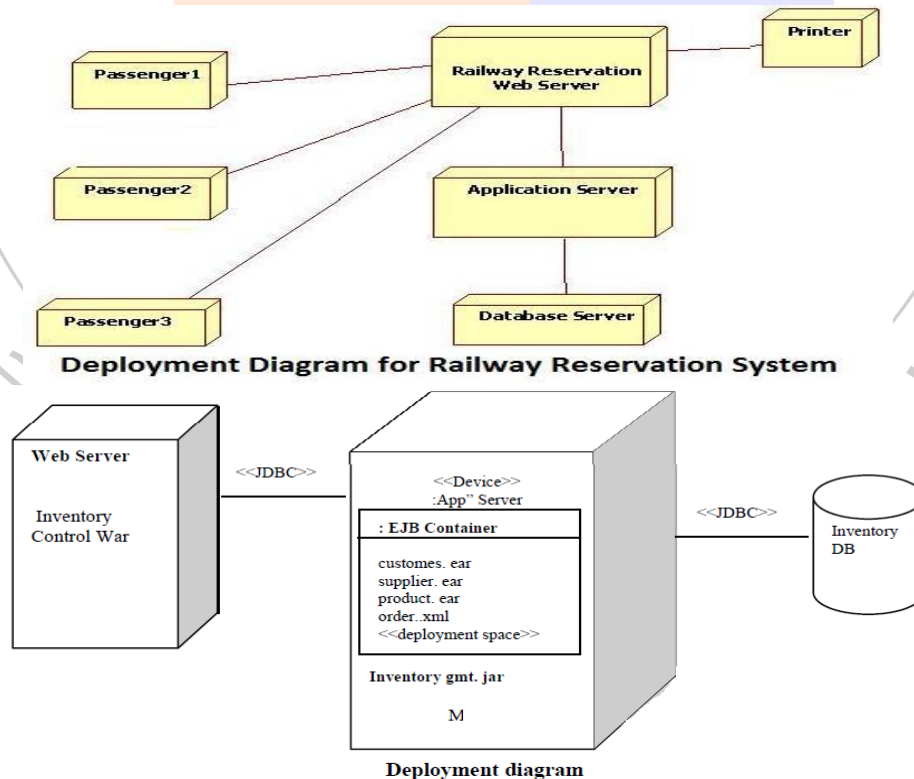 Printer
Passenger1
Railway Reservation
Web Server
Passenger2
Application Server
Passenger3
Database Server
Deployment Diagram for Railway Reservation System
Web Server
Inventory
Control War
<<JDBC>>
<<Device>>
:App” Server
: EJB Container
customes. ear
supplier. ear
product. ear
order..xml
<<deployment space>>
Inventory gmt. jar
M
<<JDBC>>
Inventory
DB
Deployment diagram